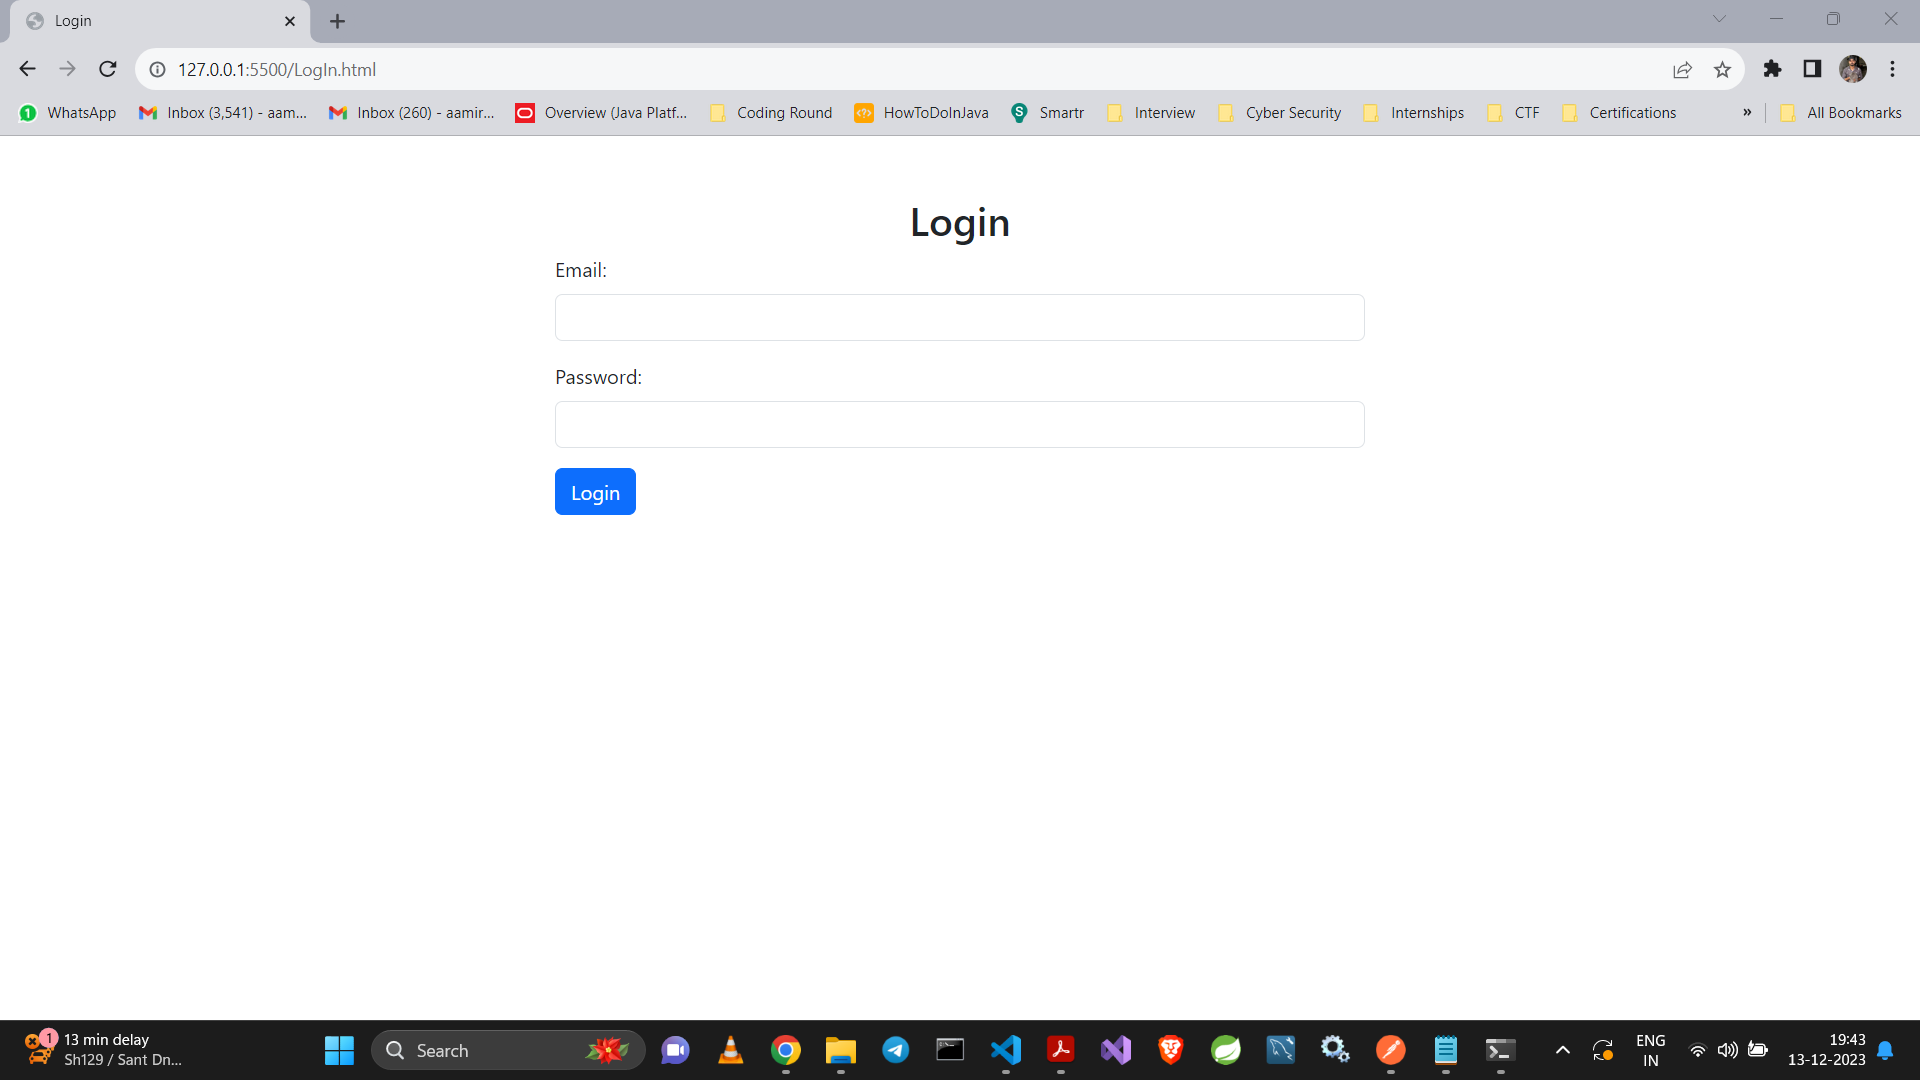 Login
127.0.0.1:5500/LogIn.html
WhatsApp
Inbox (3,541) - aam...
Inbox (260) - aamir...
Overview (Java Platf...
Coding Round
HowToDoInJava
Smartr
Interview
Cyber Security
Internships
CTF
Certifications
»
All Bookmarks
Login
Email:
Password:
Login
1
13 min delay
Sh129 / Sant Dn...
Search
ENG
IN
19:43
13-12-2023